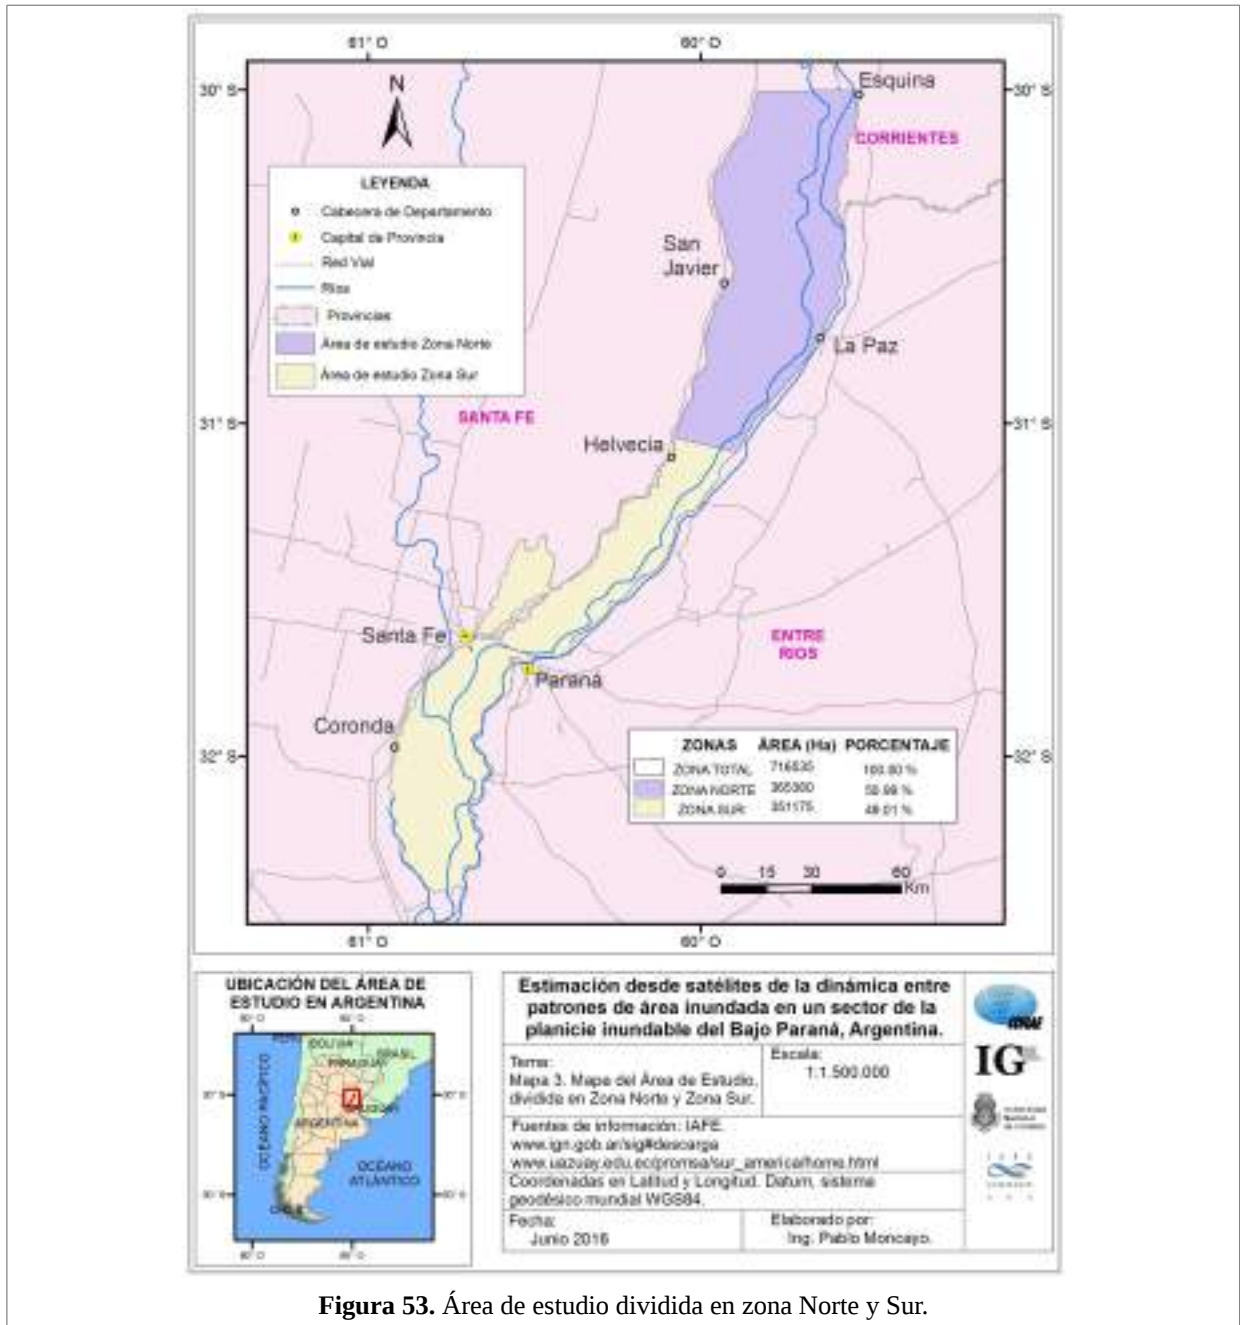 61° O
60° O
30° S
30° S
N
Esquina
CORRIENTES
LEYENDA
Cabecera de Departamento
Capital de Provincia
Red Vial
Ríos
Provincias
Área de estudio Zona Norte
Área de estudio Zona Sur
San
Javier
La Paz
31° S
31° S
SANTA FE
Helvecia
Santa Fe
Paraná
ENTRE
RIOS
Coronda
32° S
32° S
ZONAS ÁREA (Ha) PORCENTAJE
ZONA TOTAL 716535 100.00 %
ZONA NORTE 365360 50.99 %
ZONA SUR 351175 49.01 %
0 15 30 60
Km
61° O
60° O
UBICACIÓN DEL ÁREA DE
ESTUDIO EN ARGENTINA
PERU
BOLIVIA
BRASIL
PARAGUAY
URUGUAY
ARGENTINA
CHILE
OCÉANO PACÍFICO
OCÉANO
ATLÁNTICO
Estimación desde satélites de la dinámica entre
patrones de área inundada en un sector de la
planicie inundable del Bajo Paraná, Argentina.
Tema:
Mapa 3. Mapa del Área de Estudio,
dividida en Zona Norte y Zona Sur.
Escala:
1:1.500.000
Fuentes de información: IAFE.
www.ign.gob.ar/sig#descarga
www.uazuay.edu.ec/promsa/sur_america/home.html
Coordenadas en Latitud y Longitud. Datum, sistema
geodésico mundial WGS84.
Fecha:
Junio 2016
Elaborado por:
Ing. Pablo Moncayo.
CONAE
IG
Figura 53. Área de estudio dividida en zona Norte y Sur.